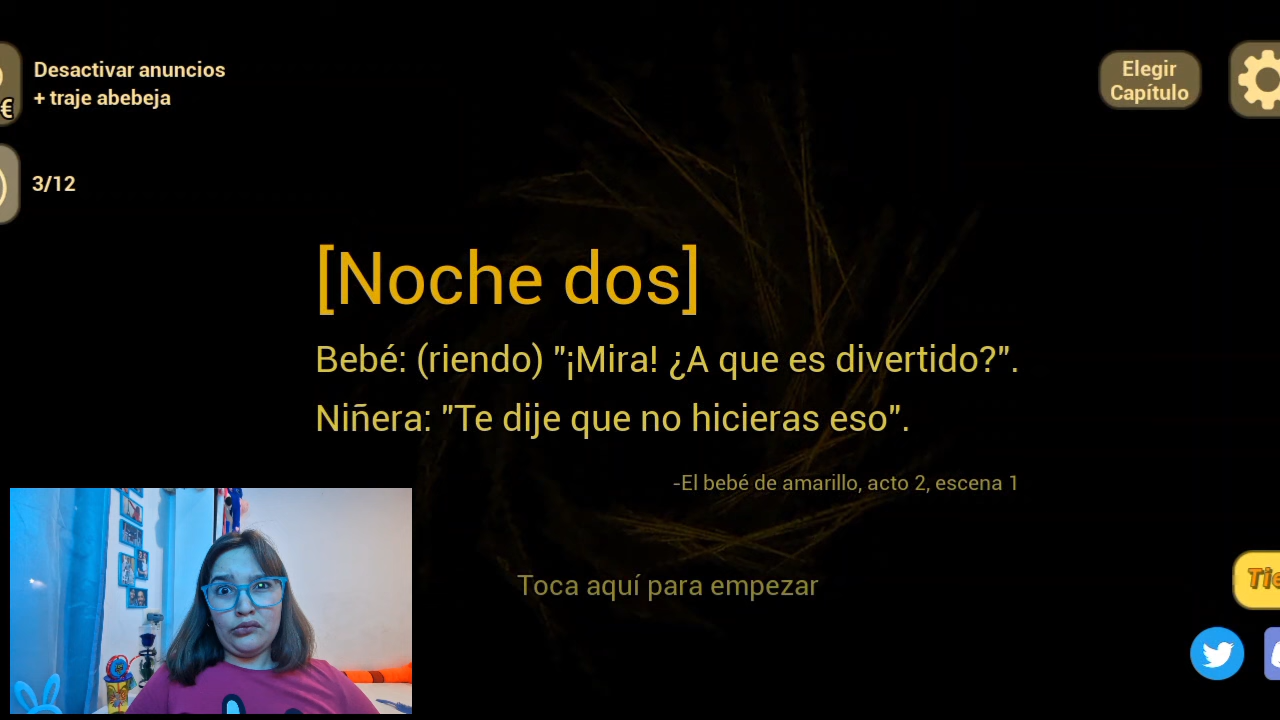 Desactivar anuncios
+ traje abebeja
€
Elegir
Capítulo
3/12
[Noche dos]
Bebé: (riendo) "¡Mira! ¿A que es divertido?".
Niñera: "Te dije que no hicieras eso".
-El bebé de amarillo, acto 2, escena 1
Toca aquí para empezar
Tie